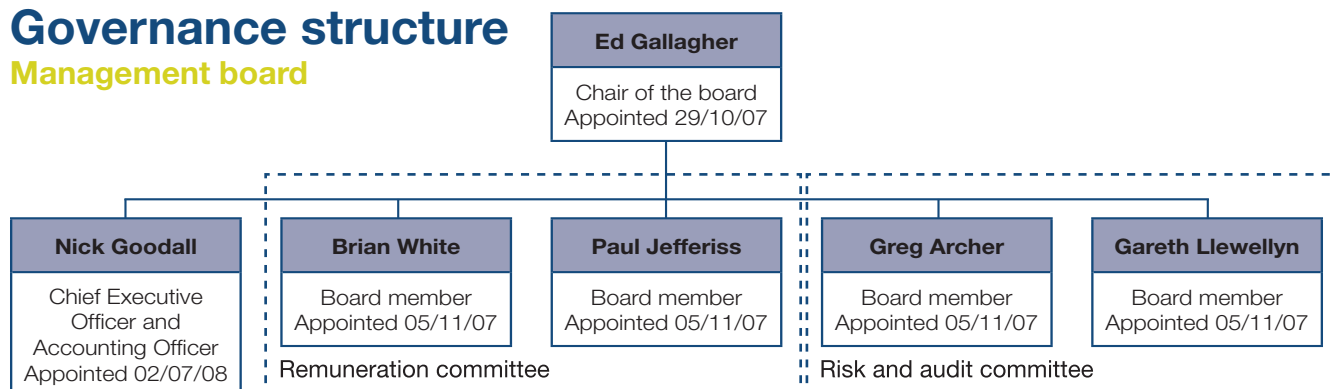 Governance structure
Management board
Ed Gallagher
Chair of the board
Appointed 29/10/07
Nick Goodall
Chief Executive
Officer and
Accounting Officer
Appointed 02/07/08
Brian White
Board member
Appointed 05/11/07
Paul Jefferiss
Board member
Appointed 05/11/07
Greg Archer
Board member
Appointed 05/11/07
Gareth Llewellyn
Board member
Appointed 05/11/07
Remuneration committee
Risk and audit committee